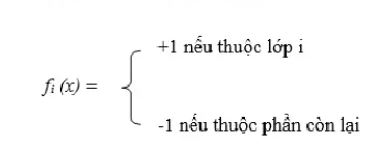 +1 nếu thuộc lớp i
fi (x) =
-1 nếu thuộc phần còn lại